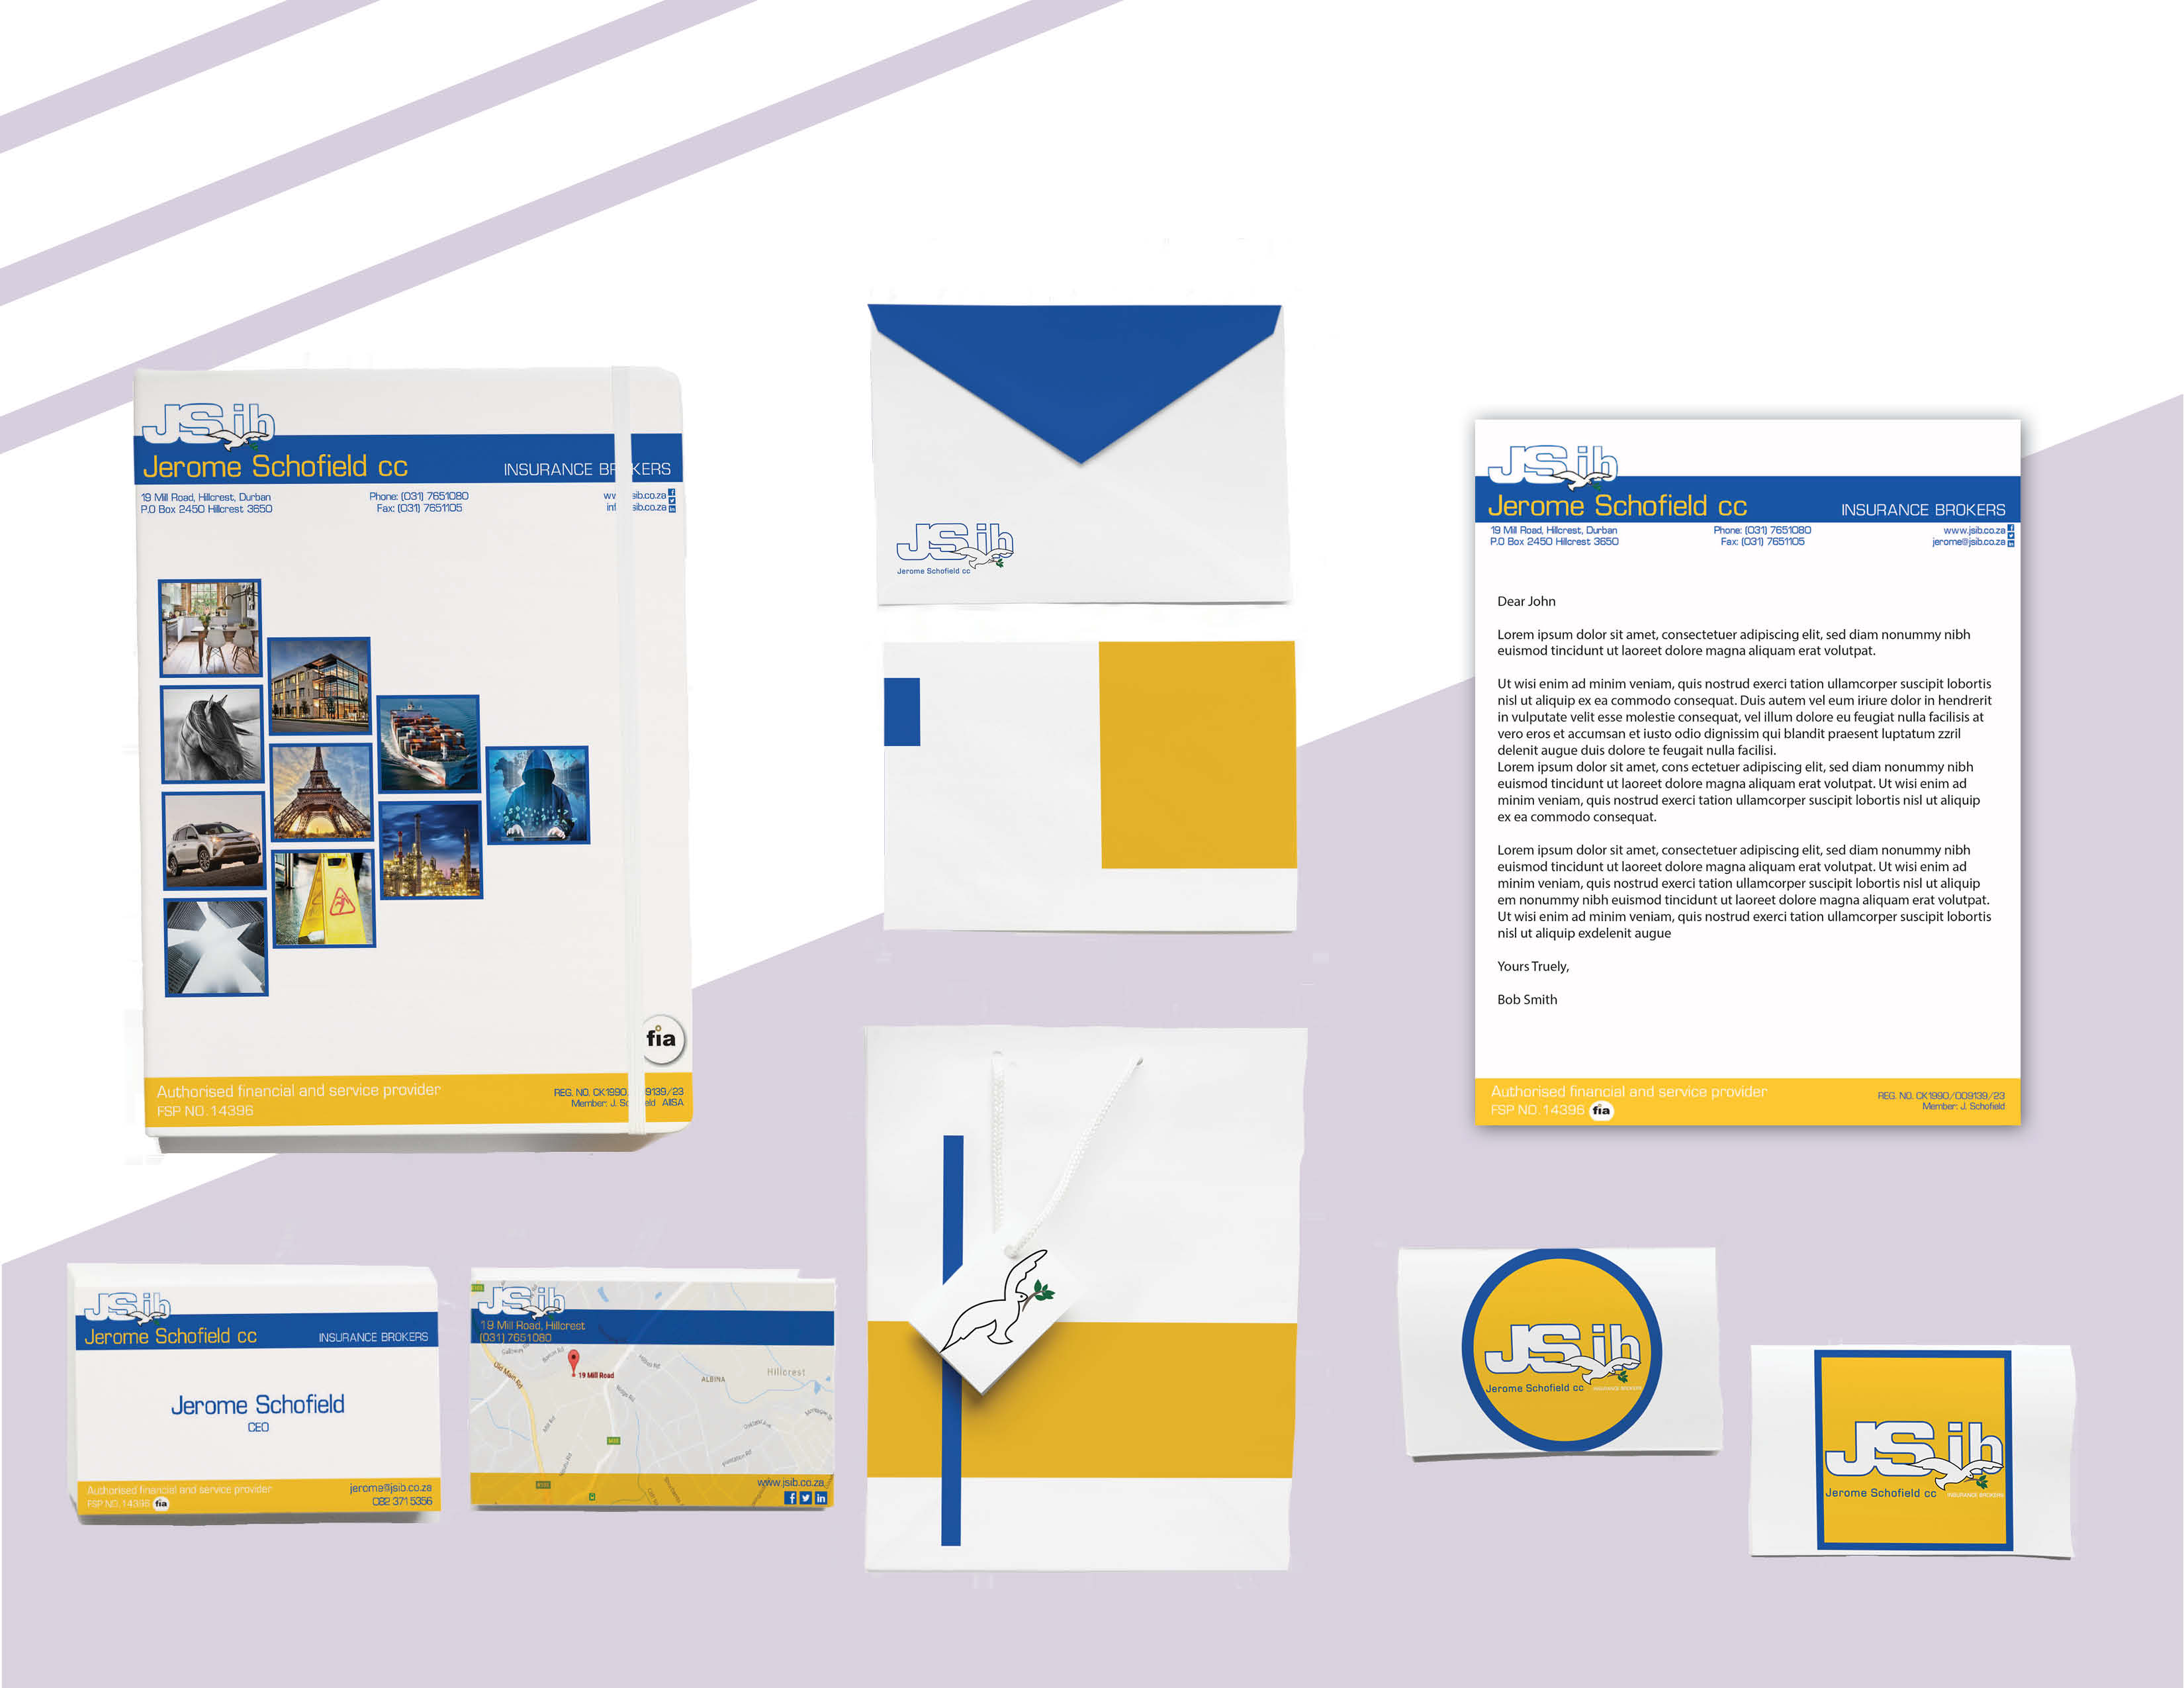 JSib
Jerome Schofield cc
INSURANCE BR KERS
19 Mill Road, Hillcrest, Durban
P.O Box 2450 Hillcrest 3650
Phone: (031) 7651080
Fax: (031) 7651105
ww sib.co.za
inf sib.co.za
fia
Authorised financial and service provider
FSP NO. 14396
REG. NO. CK1990 9139/23
Member: J. Sc ield AIISA
JSib
Jerome Schofield cc
JSib
Jerome Schofield cc
INSURANCE BROKERS
19 Mill Road, Hillcrest, Durban
P.O Box 2450 Hillcrest 3650
Phone: (031) 7651080
Fax: (031) 7651105
www.jsib.co.za
jerome@jsib.co.za
Dear John
Lorem ipsum dolor sit amet, consectetuer adipiscing elit, sed diam nonummy nibh
euismod tincidunt ut laoreet dolore magna aliquam erat volutpat.
Ut wisi enim ad minim veniam, quis nostrud exerci tation ullamcorper suscipit lobortis
nisl ut aliquip ex ea commodo consequat. Duis autem vel eum iriure dolor in hendrerit
in vulputate velit esse molestie consequat, vel illum dolore eu feugiat nulla facilisis at
vero eros et accumsan et iusto odio dignissim qui blandit praesent luptatum zzril
delenit augue duis dolore te feugait nulla facilisi.
Lorem ipsum dolor sit amet, cons ectetuer adipiscing elit, sed diam nonummy nibh
euismod tincidunt ut laoreet dolore magna aliquam erat volutpat. Ut wisi enim ad
minim veniam, quis nostrud exerci tation ullamcorper suscipit lobortis nisl ut aliquip
ex ea commodo consequat.
Lorem ipsum dolor sit amet, consectetuer adipiscing elit, sed diam nonummy nibh
euismod tincidunt ut laoreet dolore magna aliquam erat volutpat. Ut wisi enim ad
minim veniam, quis nostrud exerci tation ullamcorper suscipit lobortis nisl ut aliquip
em nonummy nibh euismod tincidunt ut laoreet dolore magna aliquam erat volutpat.
Ut wisi enim ad minim veniam, quis nostrud exerci tation ullamcorper suscipit lobortis
nisl ut aliquip exdelenit augue
Yours Truely,
Bob Smith
Authorised financial and service provider
FSP NO. 14396 fia
REG. NO. CK1990/009139/23
Member: J. Schofield
JSib
Jerome Schofield cc
INSURANCE BROKERS
Jerome Schofield
CEO
Authorised financial and service provider
FSP NO. 14396 fia
jerome@jsib.co.za
082 371 5356
JSib
19 Mill Road, Hillcrest
(031) 7651080
Old Main Rd
19 Mill Road
ALBINA
Hillcrest
www.jsib.co.za
JSib
Jerome Schofield cc
INSURANCE BROKERS
JSib
Jerome Schofield cc
INSURANCE BROKERS